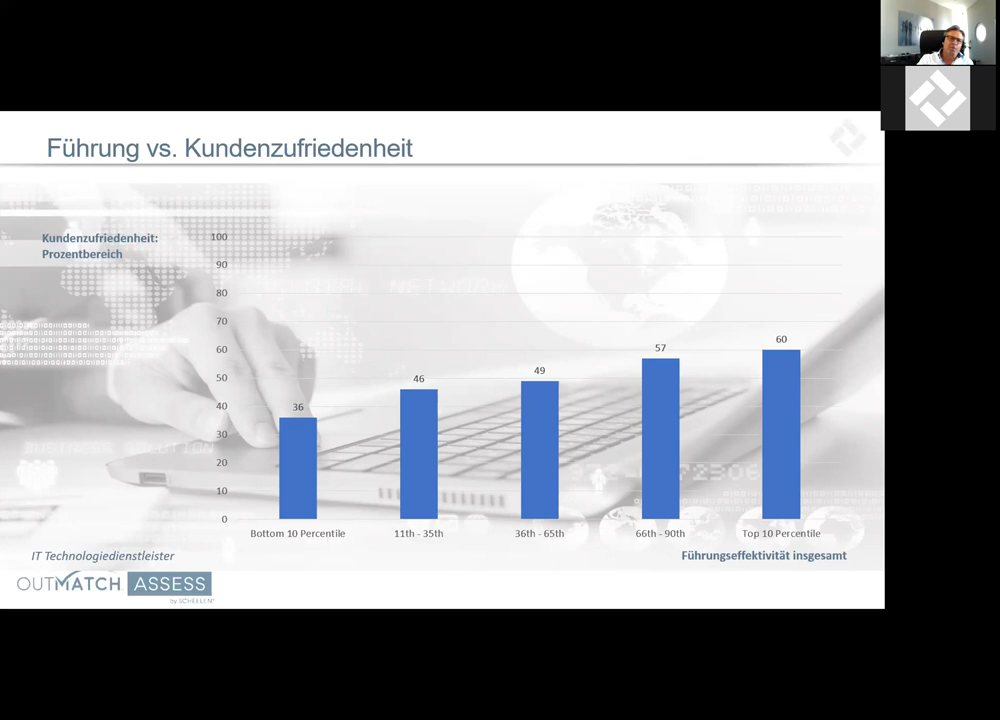 Führung vs. Kundenzufriedenheit
Kundenzufriedenheit:
Prozentbereich
100
90
80
70
60
50
40
30
20
10
0
36
46
49
57
60
Bottom 10 Percentile
11th - 35th
36th - 65th
66th - 90th
Top 10 Percentile
IT Technologiedienstleister
Führungseffektivität insgesamt
OUTMATCH ASSESS
by SCHEELEN®